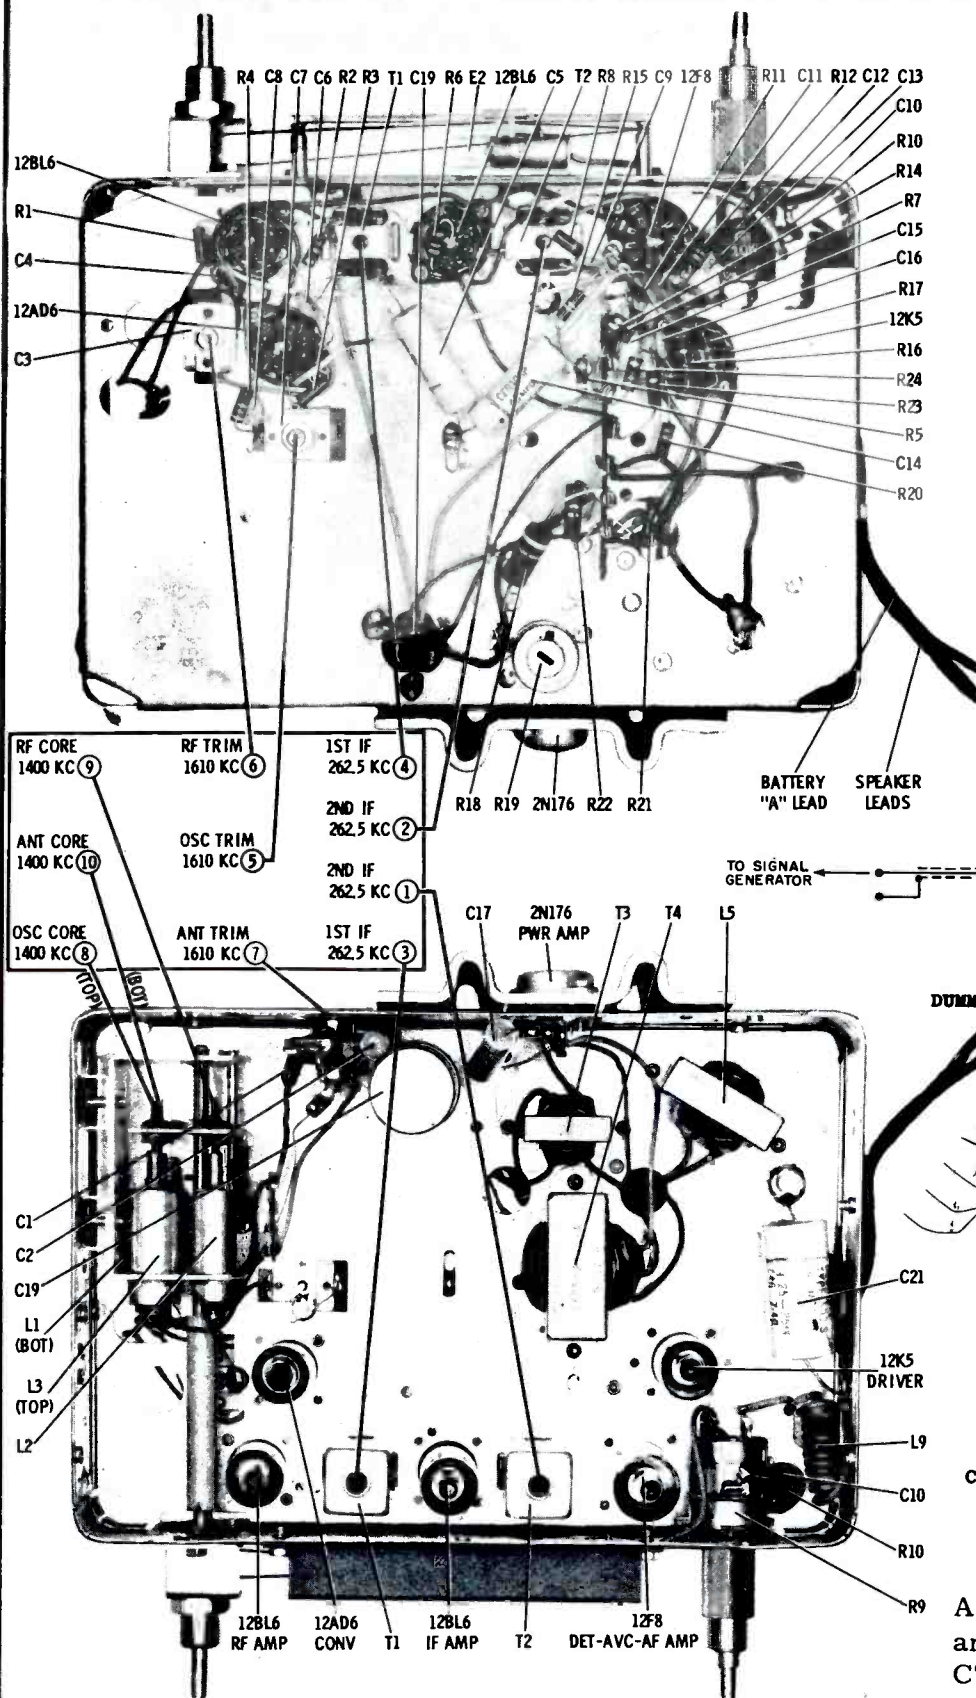 R4 C8 C7 C6 R2 R3 T1 C19 R6 E2 12BL6 C5 T2 R8 R15 C9 12F8 R11 C11 R12 C12 C13
C10
R10
R14
R7
C15
C16
R17
12K5
R16
R24
R23
R5
C14
R20
12BL6
R1
C4
12AD6
C3
R18 R19 2N176 R22 R21
BATTERY
"A" LEAD
SPEAKER
LEADS
RF CORE
1400 KC 9
RF TRIM
1610 KC 6
1ST IF
262.5 KC 4
2ND IF
262.5 KC 2
ANT CORE
1400 KC 10
OSC TRIM
1610 KC 5
2ND IF
262.5 KC 1
OSC CORE
1400 KC 8
ANT TRIM
1610 KC 7
1ST IF
262.5 KC 3
(TOP)
(BOT)
TO SIGNAL
GENERATOR
C17
2N176
PWR AMP
T3
T4
L5
DUMM
C1
C2
C19
L1
(BOT)
L3
(TOP)
L2
C21
12K5
DRIVER
L9
C10
R10
R9
12BL6
RF AMP
12AD6
CONV
T1
12BL6
IF AMP
T2
12F8
DET-AVC-AF AMP
C
A
an
C'